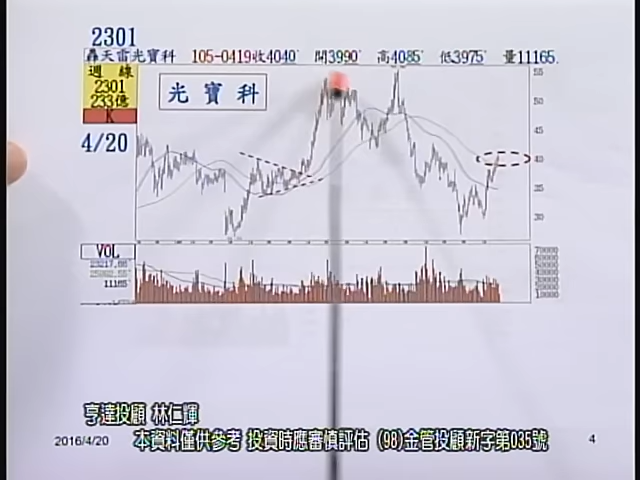 2301
轟天雷光寶科 105-0419收4040" 開3990" 高4085" 低3975" 量11165.
週線
2301
233億
K
4/20
光寶科
55
50
45
40
35
30
VOL
11165
70000
60000
50000
40000
30000
20000
10000
亨達投顧 林仁輝
2016/4/20
本資料僅供參考 投資時應審慎評估 (98)金管投顧新字第035號
4